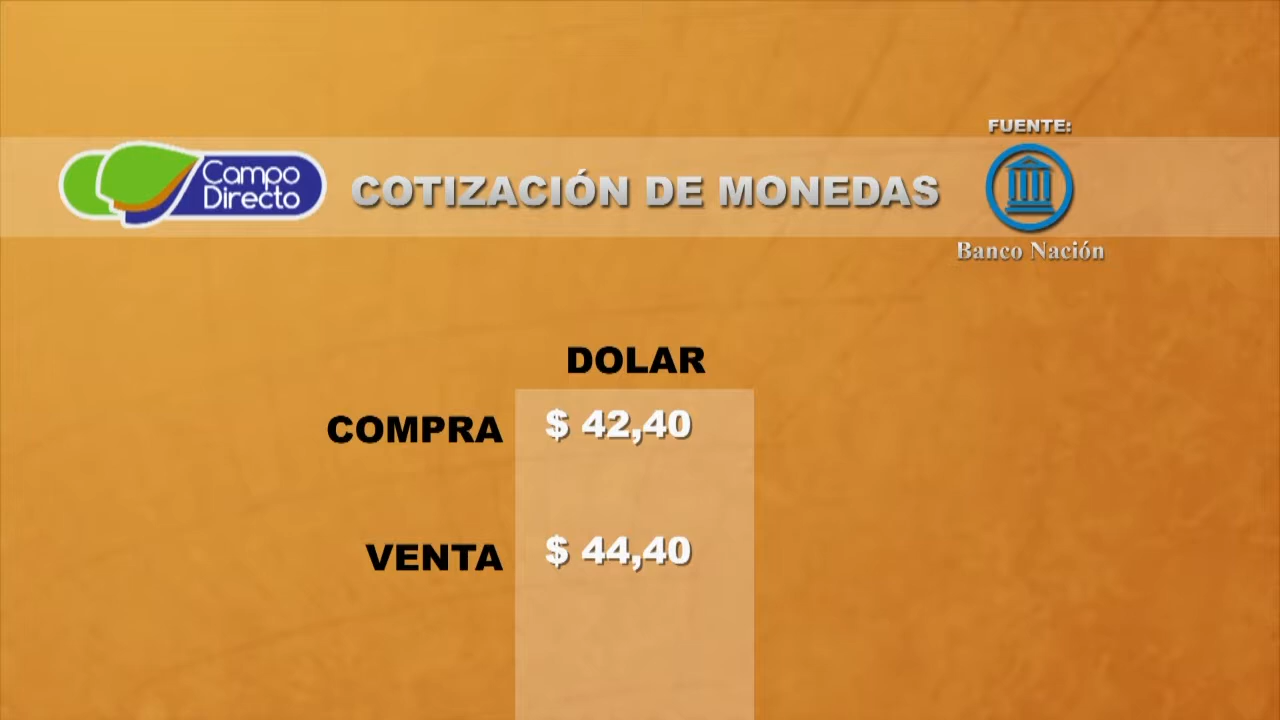 FUENTE:
Campo
Directo
COTIZACIÓN DE MONEDAS
Banco Nación
DOLAR
COMPRA $ 42,40
VENTA $ 44,40